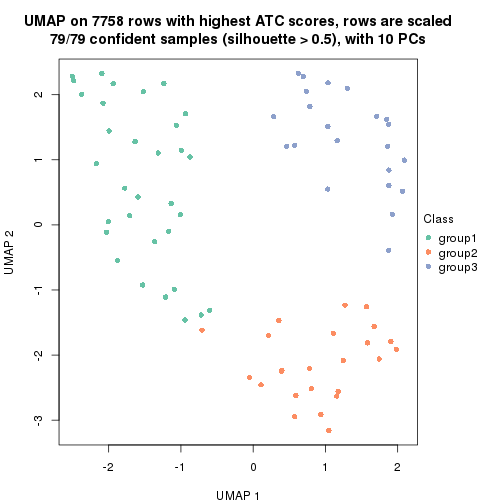 UMAP on 7758 rows with highest ATC scores, rows are scaled
79/79 confident samples (silhouette > 0.5), with 10 PCs
2
1
0
-1
-2
-3
UMAP 2
-2
-1
0
1
2
UMAP 1
Class
group1
group2
group3